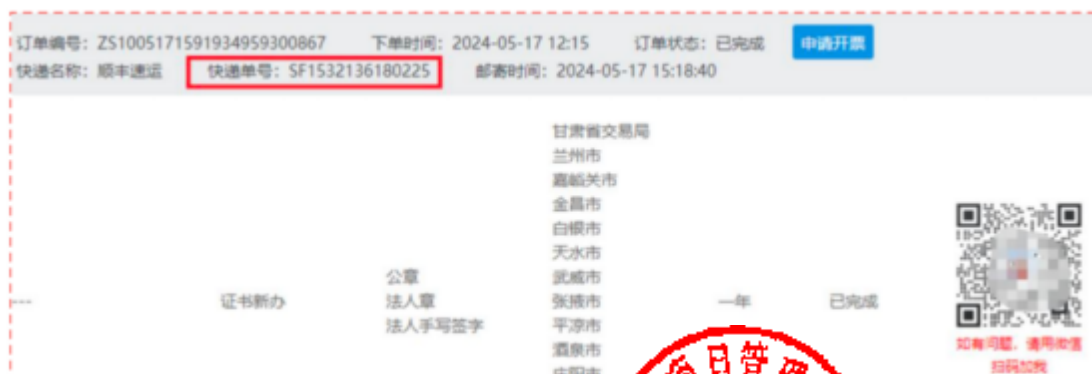 订单编号：ZS10051715919349593​00867 下单时间：2024-05-17 12:15 订单状态：已完成 申请开票
快递名称：顺丰速运 快递单号：SF1532136180225 邮寄时间：2024-05-17 15:18:40
甘肃省交易局
兰州市
嘉峪关市
金昌市
白银市
天水市
公章 武威市
--- 证书新办 法人章 张掖市 一年 已完成
法人手写签字 平凉市
酒泉市
庆阳市
如有问题，请用微信
扫码加我